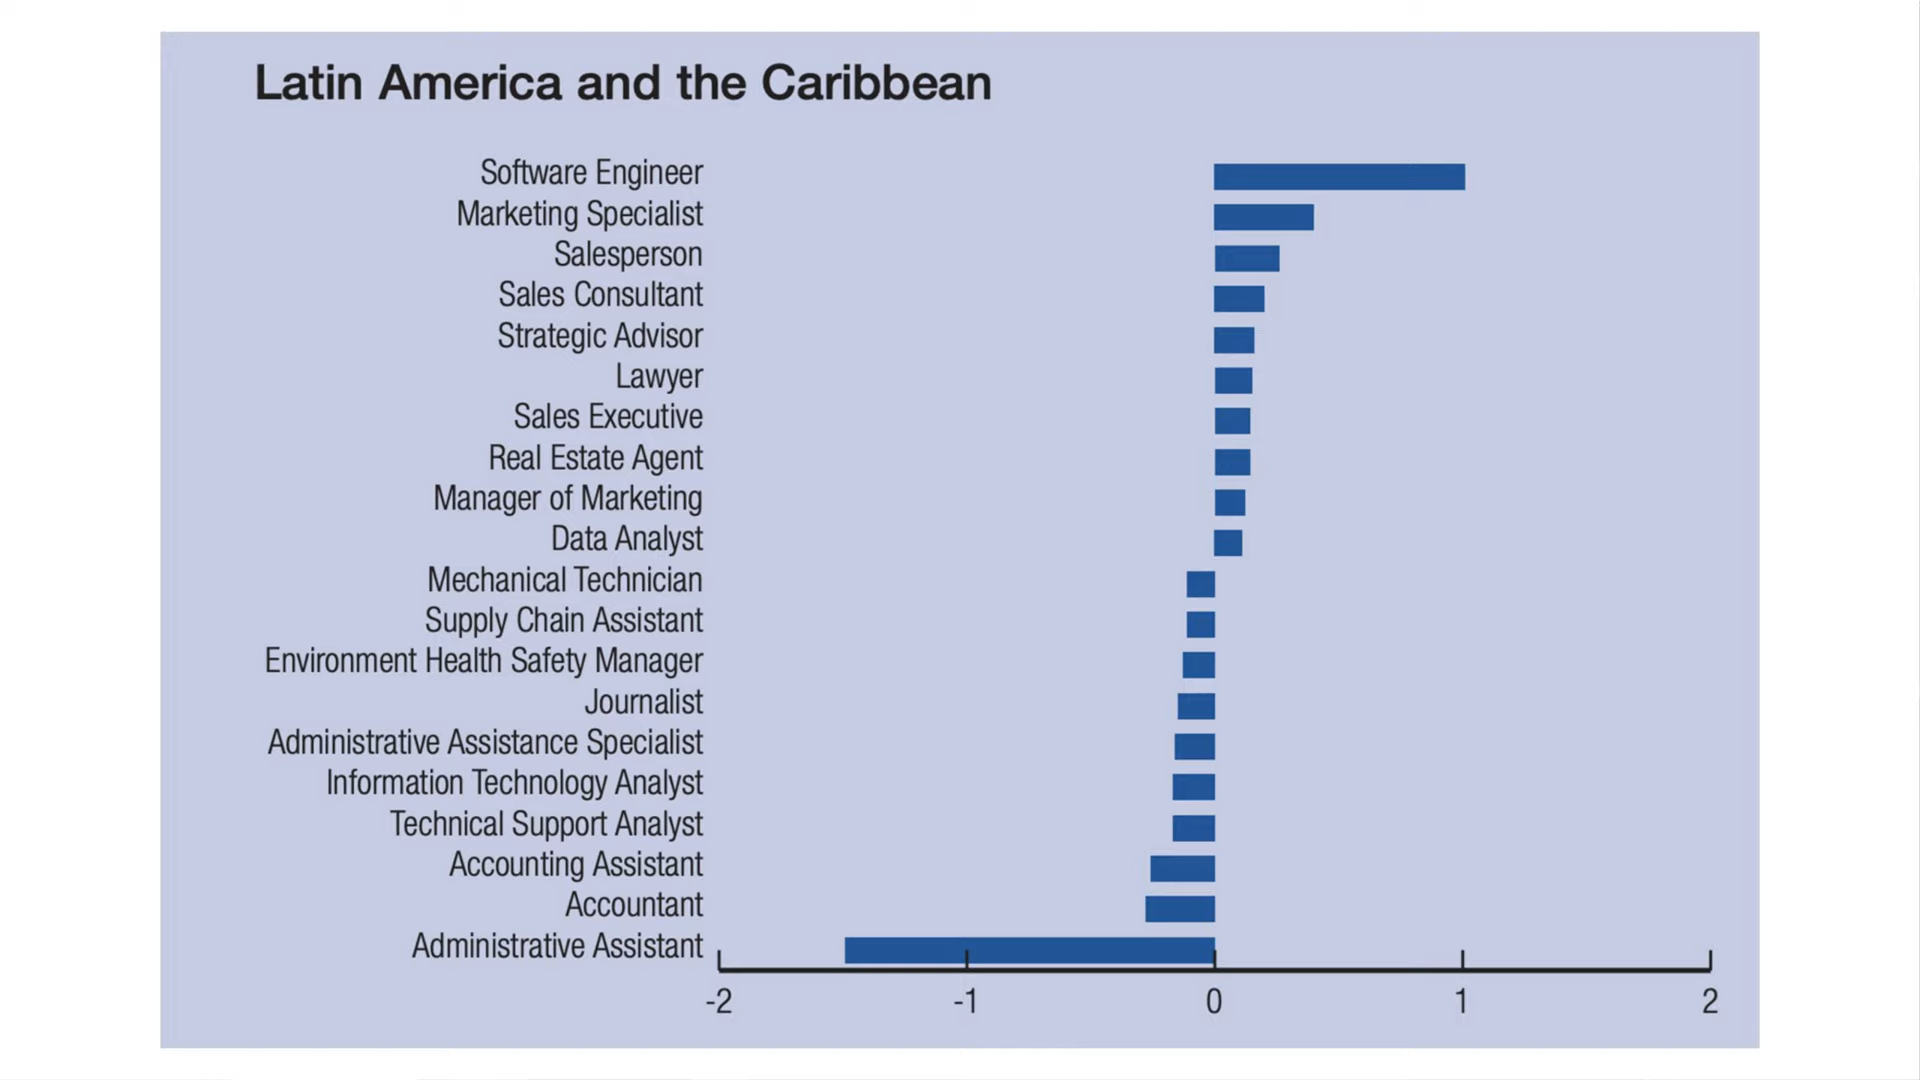 Latin America and the Caribbean
Software Engineer
Marketing Specialist
Salesperson
Sales Consultant
Strategic Advisor
Lawyer
Sales Executive
Real Estate Agent
Manager of Marketing
Data Analyst
Mechanical Technician
Supply Chain Assistant
Environment Health Safety Manager
Journalist
Administrative Assistance Specialist
Information Technology Analyst
Technical Support Analyst
Accounting Assistant
Accountant
Administrative Assistant
-2 -1 0 1 2